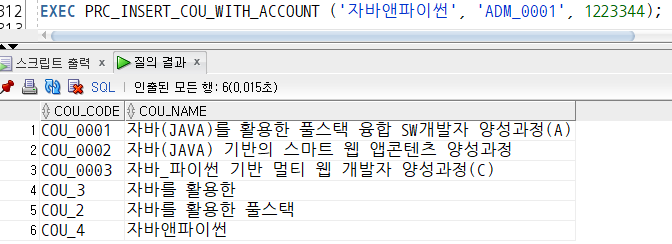 312 EXEC PRC_INSERT_COU_WITH_ACCOUNT ('자바앤파이썬', 'ADM_0001', 1223344);
313
스크립트 출력 × 질의 결과 ×
SQL | 인출된 모든 행: 6(0,015초)
COU_CODE COU_NAME
1 COU_0001 자바(JAVA)를 활용한 풀스택 융합 SW개발자 양성과정(A)
2 COU_0002 자바(JAVA) 기반의 스마트 웹 앱콘텐츠 양성과정
3 COU_0003 자바_파이썬 기반 멀티 웹 개발자 양성과정(C)
4 COU_3 자바를 활용한
5 COU_2 자바를 활용한 풀스택
6 COU_4 자바앤파이썬